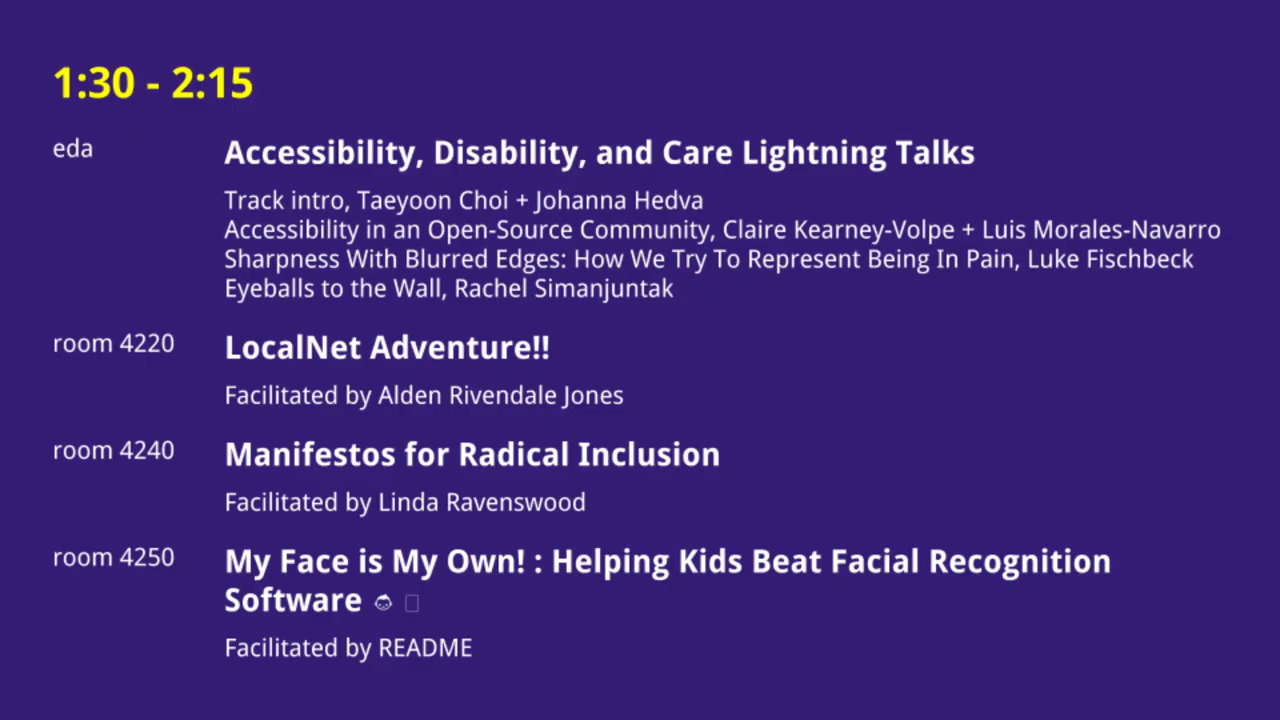 1:30 - 2:15
eda
Accessibility, Disability, and Care Lightning Talks
Track intro, Taeyoon Choi + Johanna Hedva
Accessibility in an Open-Source Community, Claire Kearney-Volpe + Luis Morales-Navarro
Sharpness With Blurred Edges: How We Try To Represent Being In Pain, Luke Fischbeck
Eyeballs to the Wall, Rachel Simanjuntak
room 4220
LocalNet Adventure!!
Facilitated by Alden Rivendale Jones
room 4240
Manifestos for Radical Inclusion
Facilitated by Linda Ravenswood
room 4250
My Face is My Own! : Helping Kids Beat Facial Recognition
Software
Facilitated by README